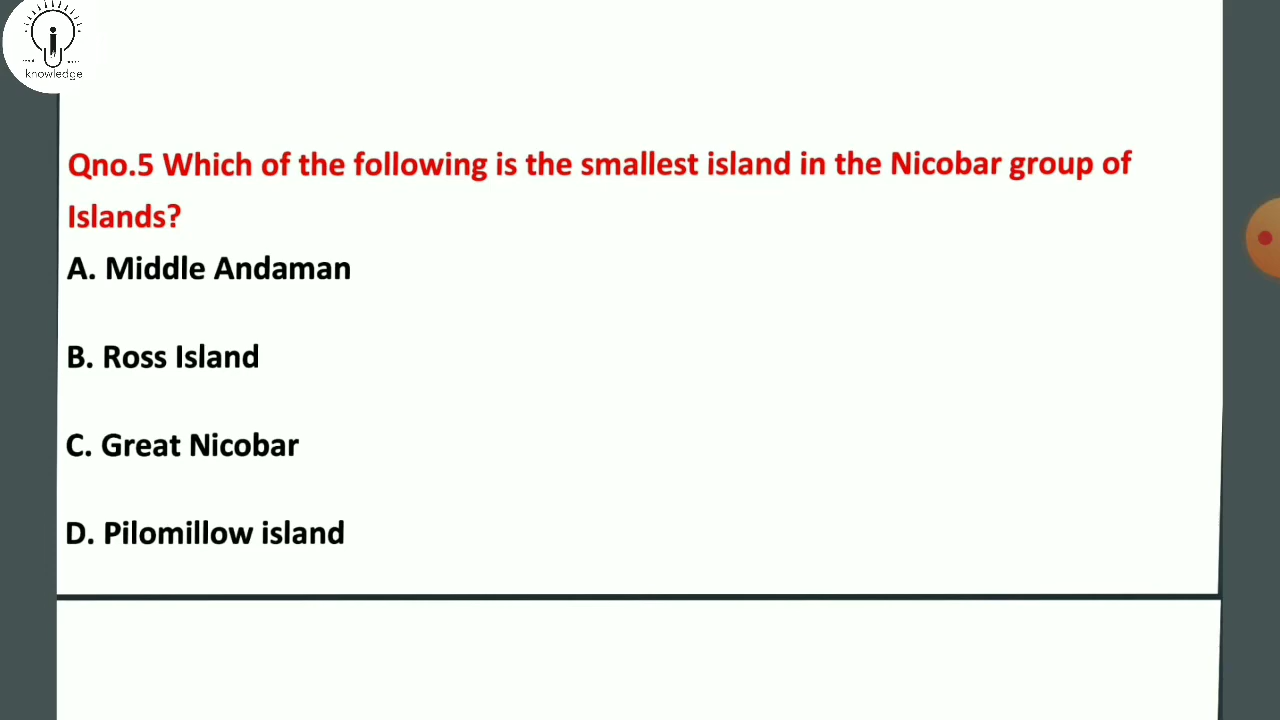 i
knowledge
Qno.5 Which of the following is the smallest island in the Nicobar group of
Islands?
A. Middle Andaman
B. Ross Island
C. Great Nicobar
D. Pilomillow island